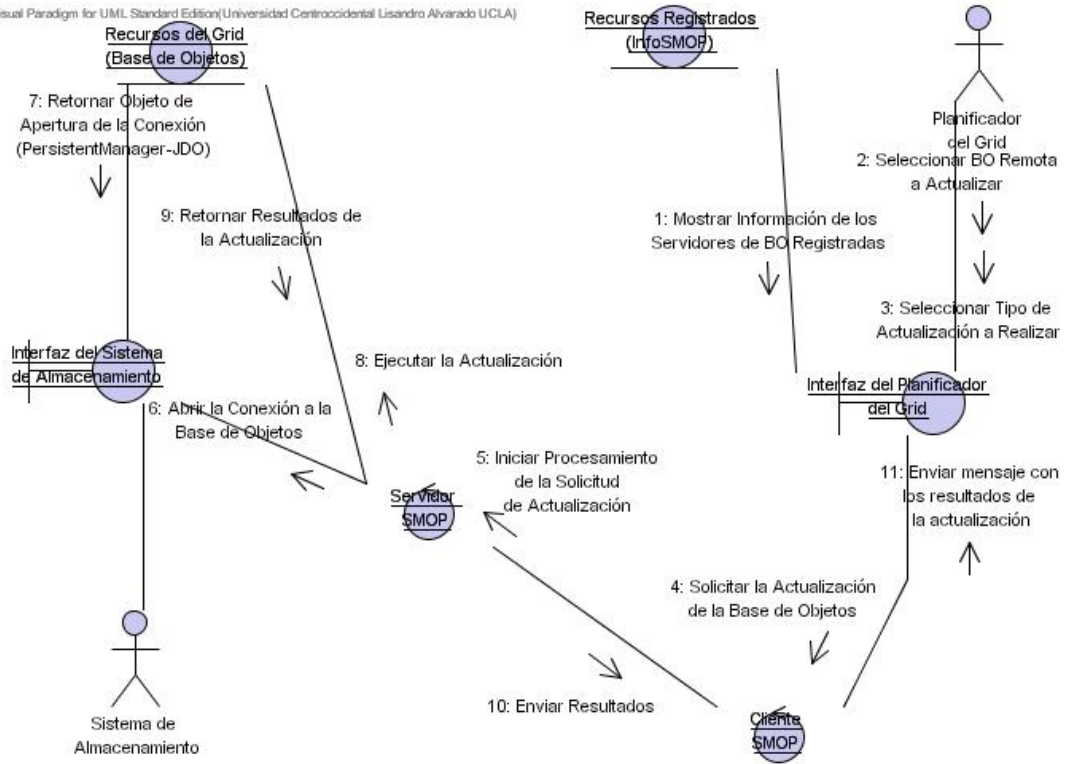 isual Paradigm for UML Standard Edition(Universidad Centroccidental Lisandro Alvarado UCLA)
Recursos del Grid
(Base de Objetos)
Recursos Registrados
(InfoSMOP)
7: Retornar Objeto de
Apertura de la Conexión
(PersistentManager-JDO)
Planificador
del Grid
2: Seleccionar BO Remota
a Actualizar
9: Retornar Resultados de
la Actualización
1: Mostrar Información de los
Servidores de BO Registradas
3: Seleccionar Tipo de
Actualización a Realizar
Interfaz del Sistema
de Almacenamiento
8: Ejecutar la Actualización
Interfaz del Planificador
del Grid
6: Abrir la Conexión a la
Base de Objetos
5: Iniciar Procesamiento
de la Solicitud
de Actualización
11: Enviar mensaje con
los resultados de
la actualización
Servidor
SMOP
4: Solicitar la Actualización
de la Base de Objetos
10: Enviar Resultados
Sistema de
Almacenamiento
Cliente
SMOP